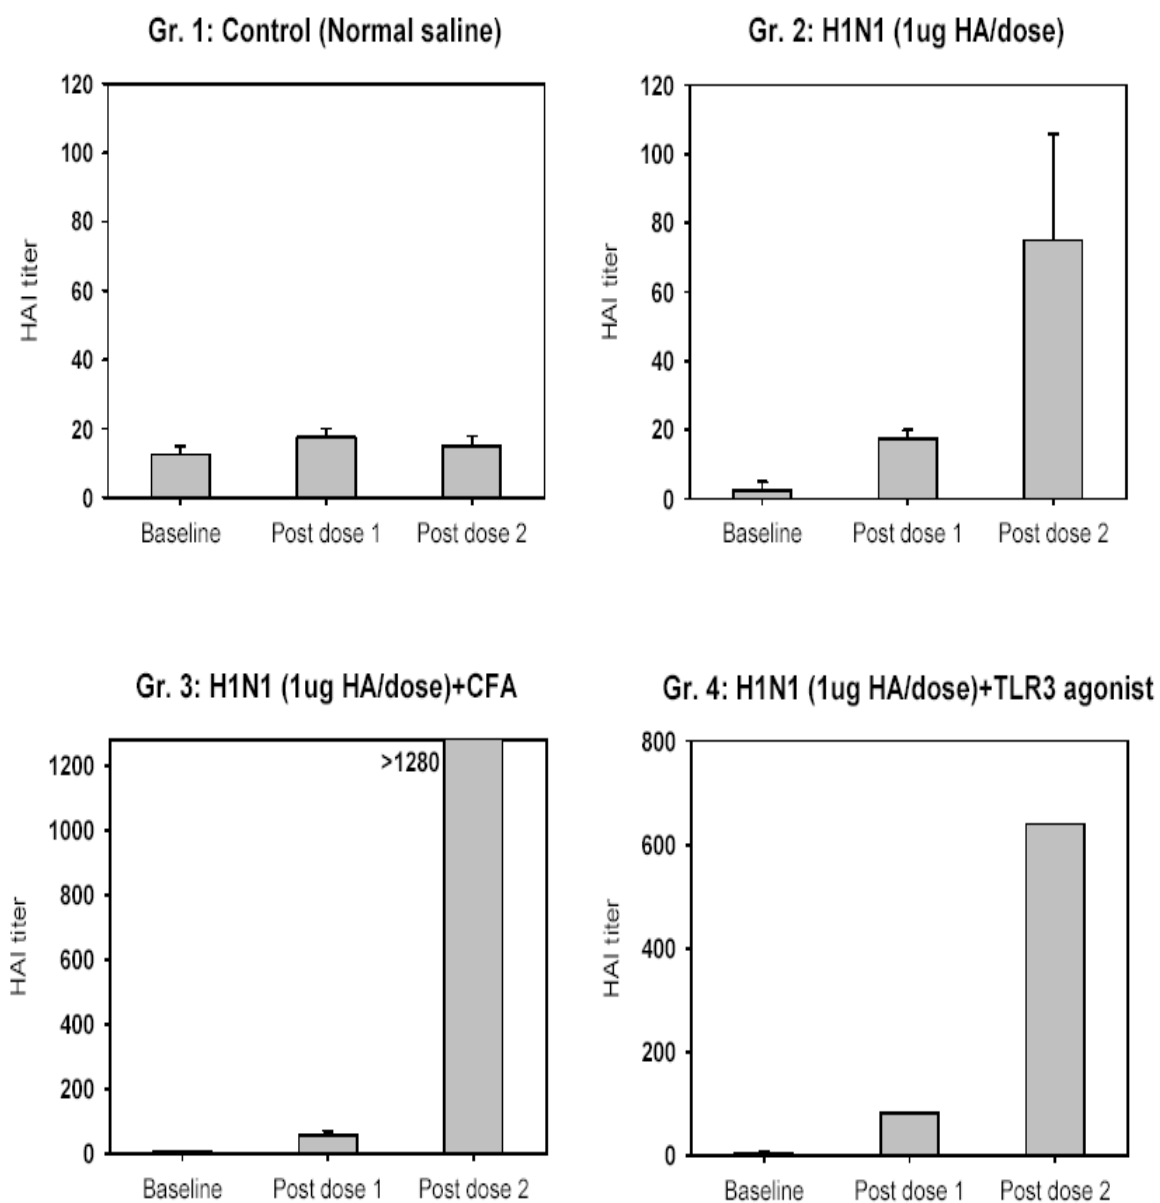 Gr. 1: Control (Normal saline)
120
100
80
60
40
20
0
HAI titer
Baseline
Post dose 1
Post dose 2
Gr. 2: H1N1 (1ug HA/dose)
120
100
80
60
40
20
0
HAI titer
Baseline
Post dose 1
Post dose 2
Gr. 3: H1N1 (1ug HA/dose)+CFA
>1280
1200
1000
800
600
400
200
0
HAI titer
Baseline
Post dose 1
Post dose 2
Gr. 4: H1N1 (1ug HA/dose)+TLR3 agonist
800
600
400
200
0
HAI titer
Baseline
Post dose 1
Post dose 2